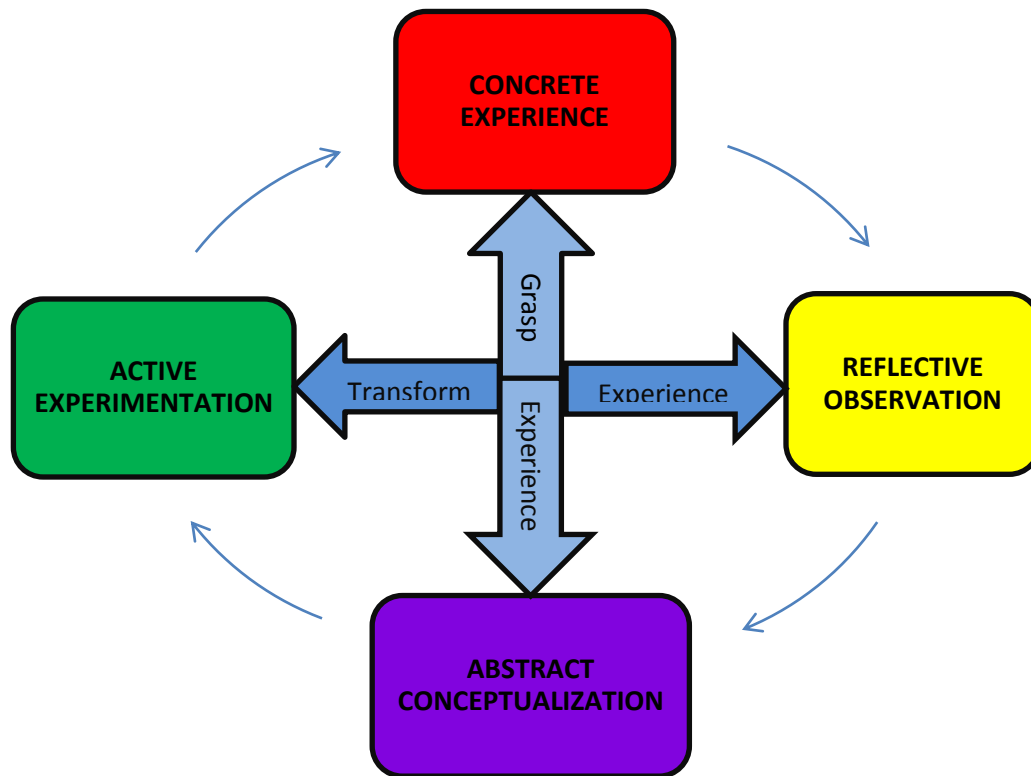 CONCRETE
EXPERIENCE
Grasp
ACTIVE
EXPERIMENTATION
Transform
Experience
Experience
REFLECTIVE
OBSERVATION
ABSTRACT
CONCEPTUALIZATION